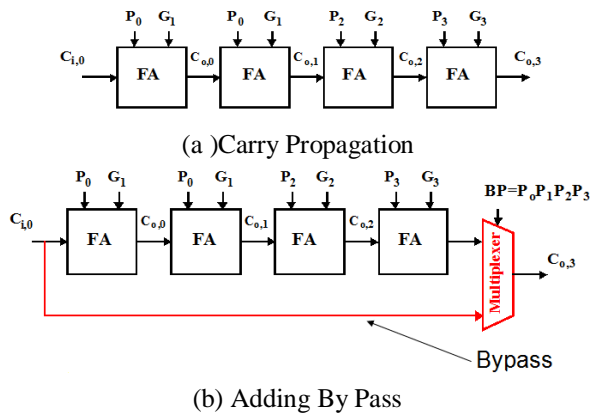 P0 G1 P0 G1 P2 G2 P3 G3
Ci,0 FA Co,0 FA Co,1 FA Co,2 FA Co,3
(a )Carry Propagation
P0 G1 P0 G1 P2 G2 P3 G3 BP=PoP1P2P3
Ci,0 FA Co,0 FA Co,1 FA Co,2 FA Multiplexer Co,3
Bypass
(b) Adding By Pass